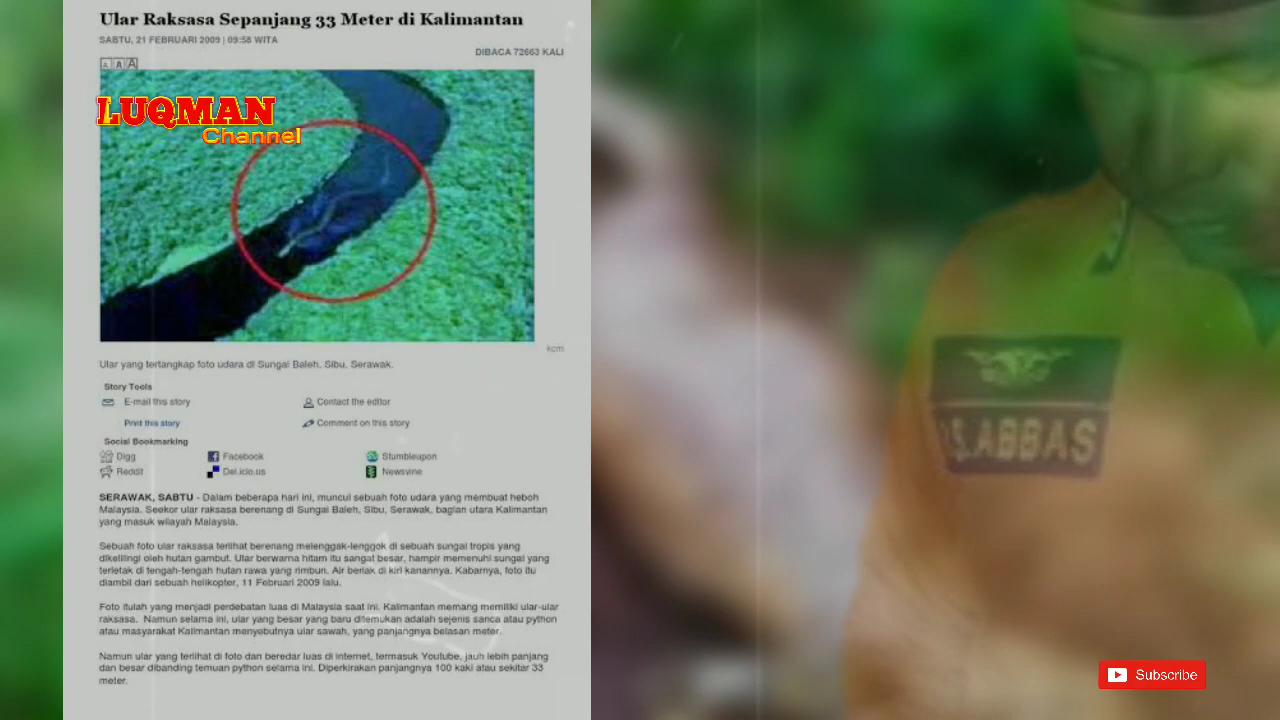 Ular Raksasa Sepanjang 33 Meter di Kalimantan
SABTU, 21 FEBRUARI 2009 | 09:58 WITA
DIBACA 72663 KALI
A A A
LUQMAN
Channel
kcm
Ular yang tertangkap foto udara di Sungai Baleh, Sibu, Serawak.
Story Tools
E-mail this story
Contact the editor
Print this story
Comment on this story
Social Bookmarking
Digg
Facebook
Stumbleupon
Reddit
Del.icio.us
Newsvine
SERAWAK, SABTU - Dalam beberapa hari ini, muncul sebuah foto udara yang membuat heboh
Malaysia. Seekor ular raksasa berenang di Sungai Baleh, Sibu, Serawak, bagian utara Kalimantan
yang masuk wilayah Malaysia.
Sebuah foto ular raksasa terlihat berenang melenggak-lenggok di sebuah sungai tropis yang
dikelilingi oleh hutan gambut. Ular berwarna hitam itu sangat besar, hampir memenuhi sungai yang
terletak di tengah-tengah hutan rawa yang rimbun. Air beriak di kiri kanannya. Kabarnya, foto itu
diambil dari sebuah helikopter, 11 Februari 2009 lalu.
Foto itulah yang menjadi perdebatan luas di Malaysia saat ini. Kalimantan memang memiliki ular-ular
raksasa. Namun selama ini, ular yang besar yang baru ditemukan adalah sejenis sanca atau python
atau masyarakat Kalimantan menyebutnya ular sawah, yang panjangnya belasan meter.
Namun ular yang terlihat di foto dan beredar luas di internet, termasuk Youtube, jauh lebih panjang
dan besar dibanding temuan python selama ini. Diperkirakan panjangnya 100 kaki atau sekitar 33
meter.
.S.ABBAS
Subscribe